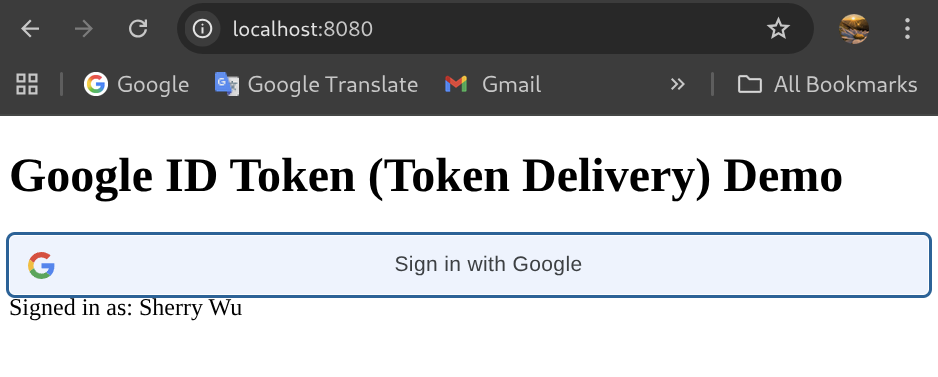 localhost:8080
Google Google Translate Gmail » All Bookmarks
Google ID Token (Token Delivery) Demo
Sign in with Google
Signed in as: Sherry Wu